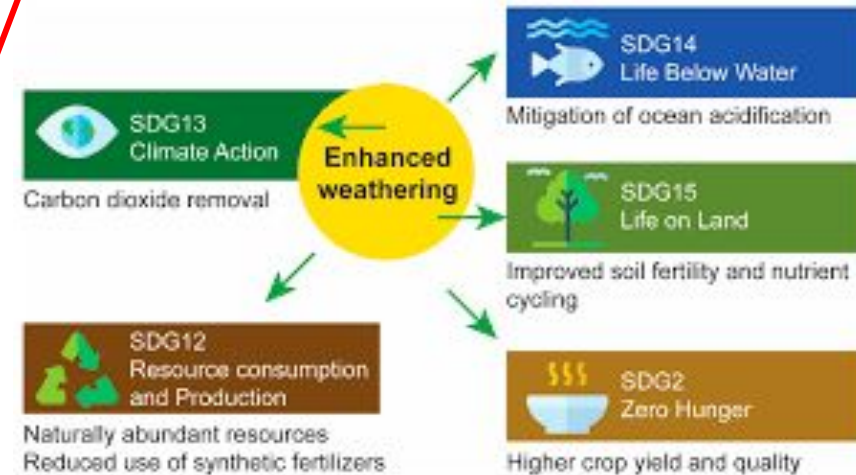 SDG13
Climate Action
Carbon dioxide removal
Enhanced
weathering
SDG14
Life Below Water
Mitigation of ocean acidification
SDG15
Life on Land
Improved soil fertility and nutrient
cycling
SDG12
Resource consumption
and Production
Naturally abundant resources
Reduced use of synthetic fertilizers
SDG2
Zero Hunger
Higher crop yield and quality